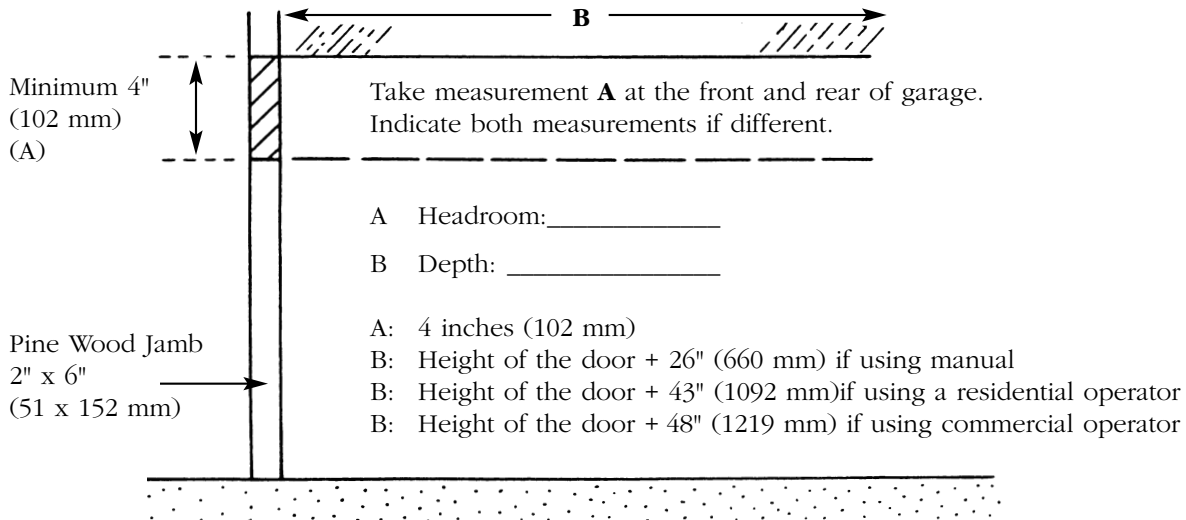 B
Minimum 4"
(102 mm)
(A)
Take measurement A at the front and rear of garage.
Indicate both measurements if different.
A Headroom:______________
B Depth: _________________
Pine Wood Jamb
2" x 6"
(51 x 152 mm)
A: 4 inches (102 mm)
B: Height of the door + 26" (660 mm) if using manual
B: Height of the door + 43" (1092 mm)if using a residential operator
B: Height of the door + 48" (1219 mm) if using commercial operator